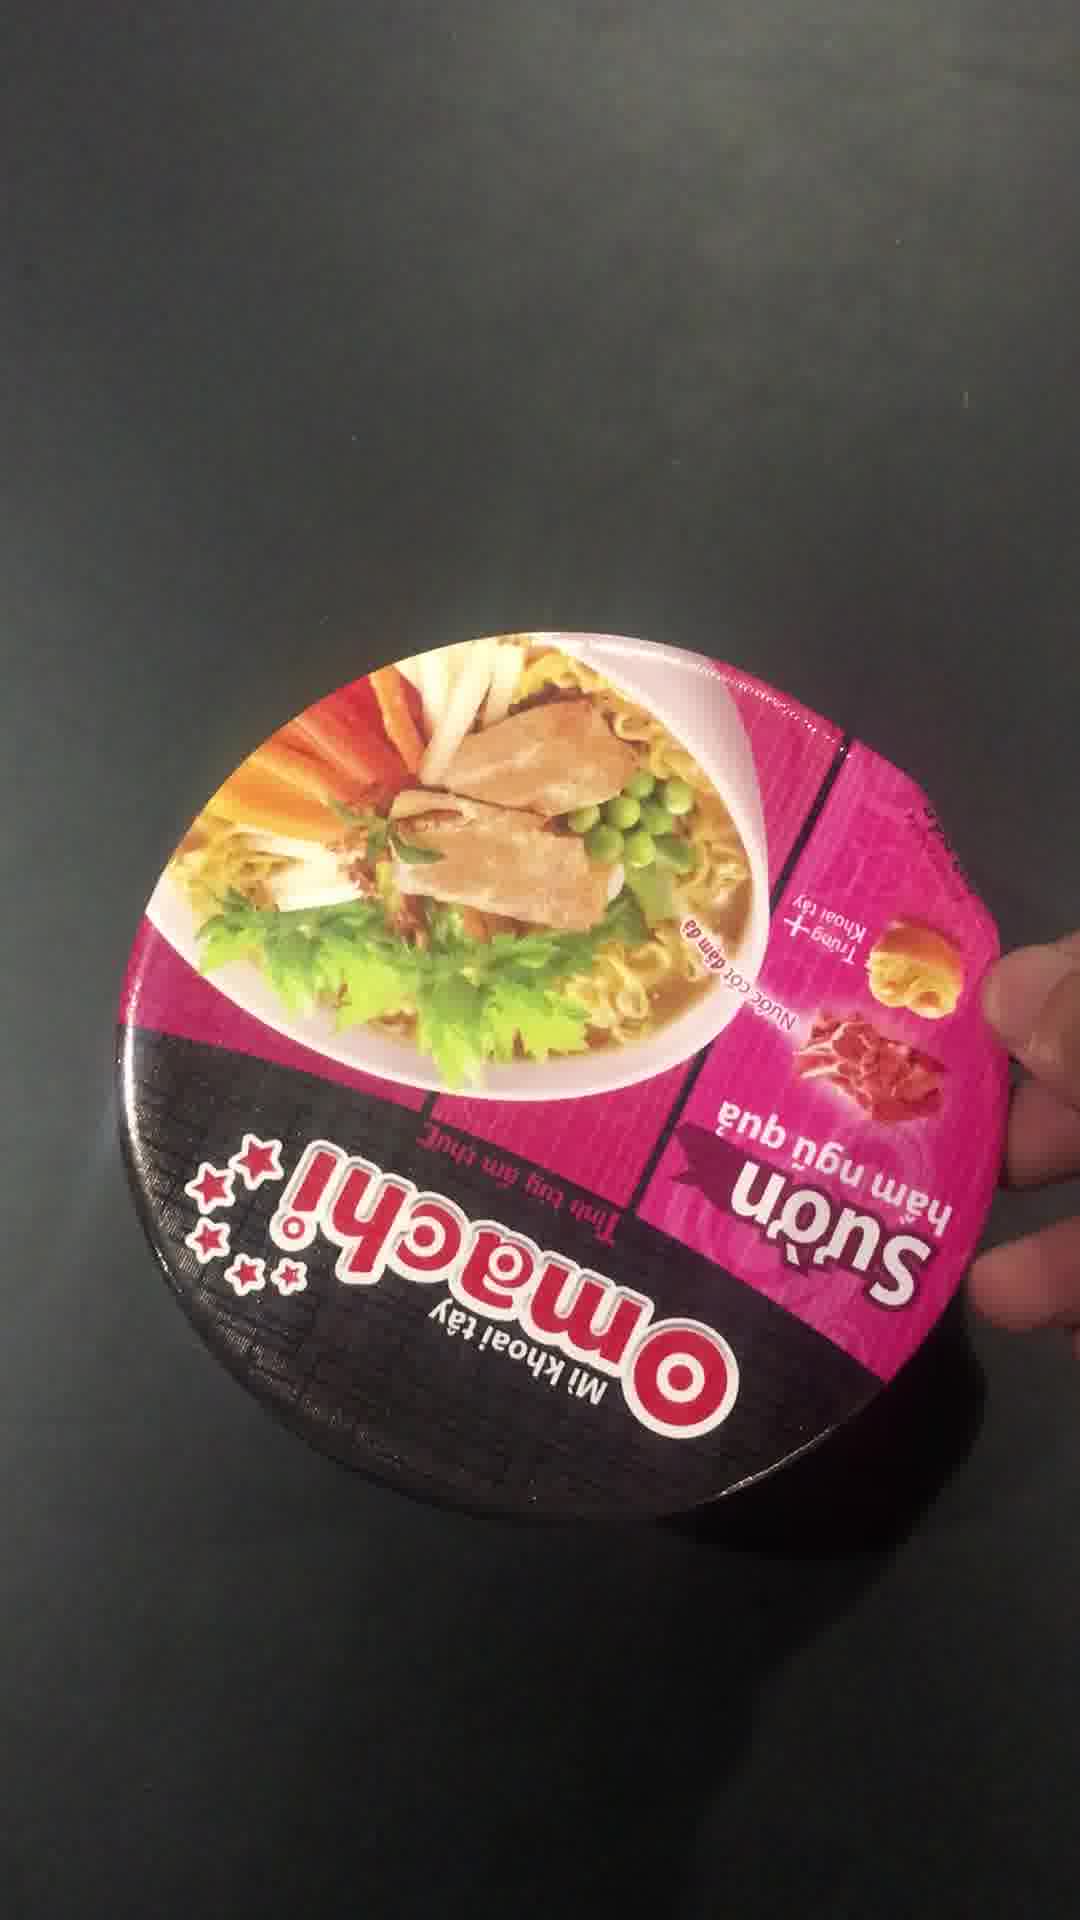 Mì khoai tây
Omachi
Tinh túy ẩm thực
Sườn
hầm ngũ quả
Nước cốt đậm đà
Trứng+
Khoai tây